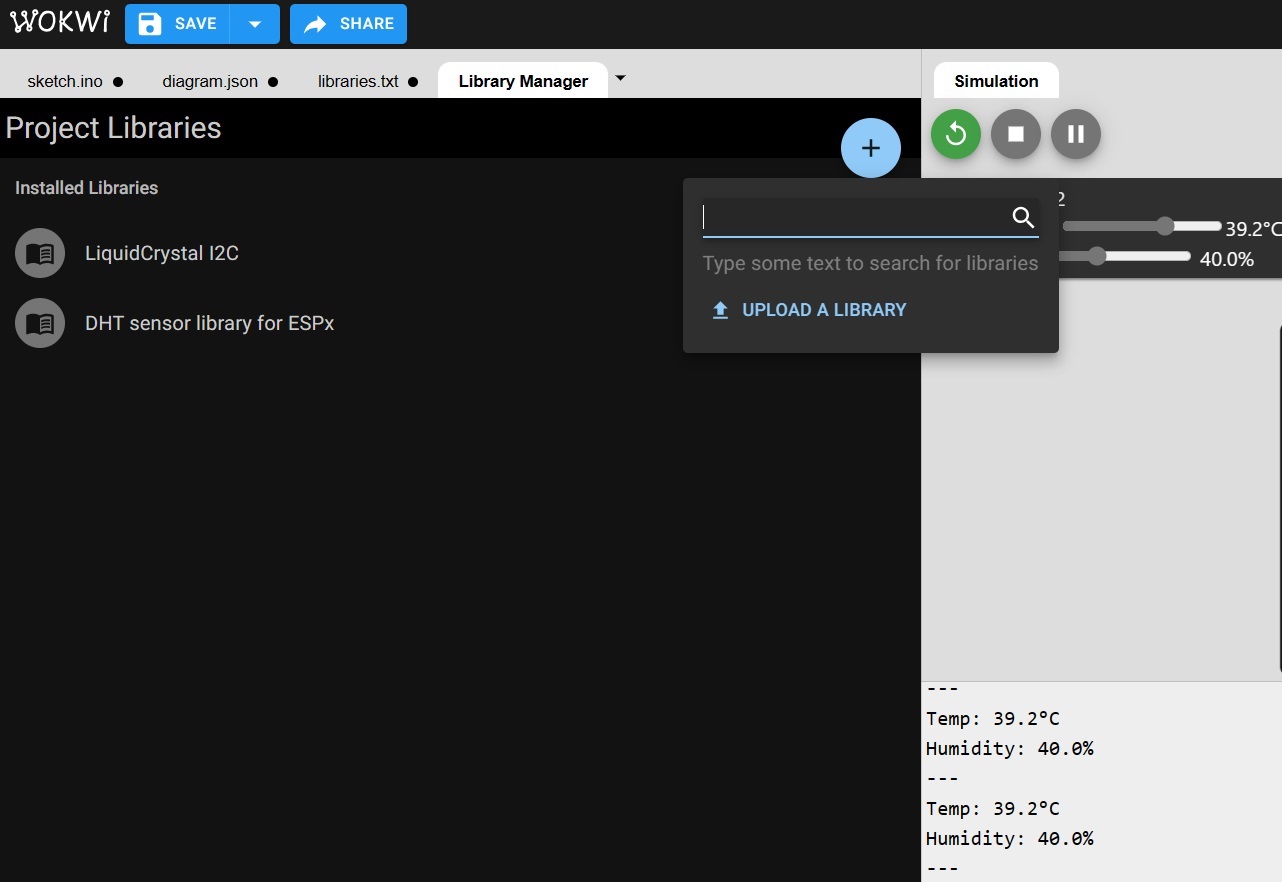 WOKWi
SAVE
SHARE
sketch.ino ●
diagram.json ●
libraries.txt ●
Library Manager
Simulation
Project Libraries
+
Installed Libraries
LiquidCrystal I2C
DHT sensor library for ESPx
Type some text to search for libraries
UPLOAD A LIBRARY
2
39.2°C
40.0%
---
Temp: 39.2°C
Humidity: 40.0%
---
Temp: 39.2°C
Humidity: 40.0%
---